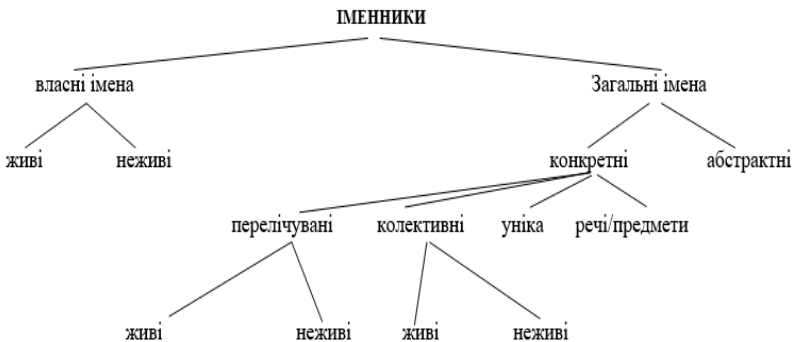 ІМЕННИКИ
власні імена Загальні імена
живі неживі конкретні абстрактні
перелічувані колективні уніка речі/предмети
живі неживі живі неживі